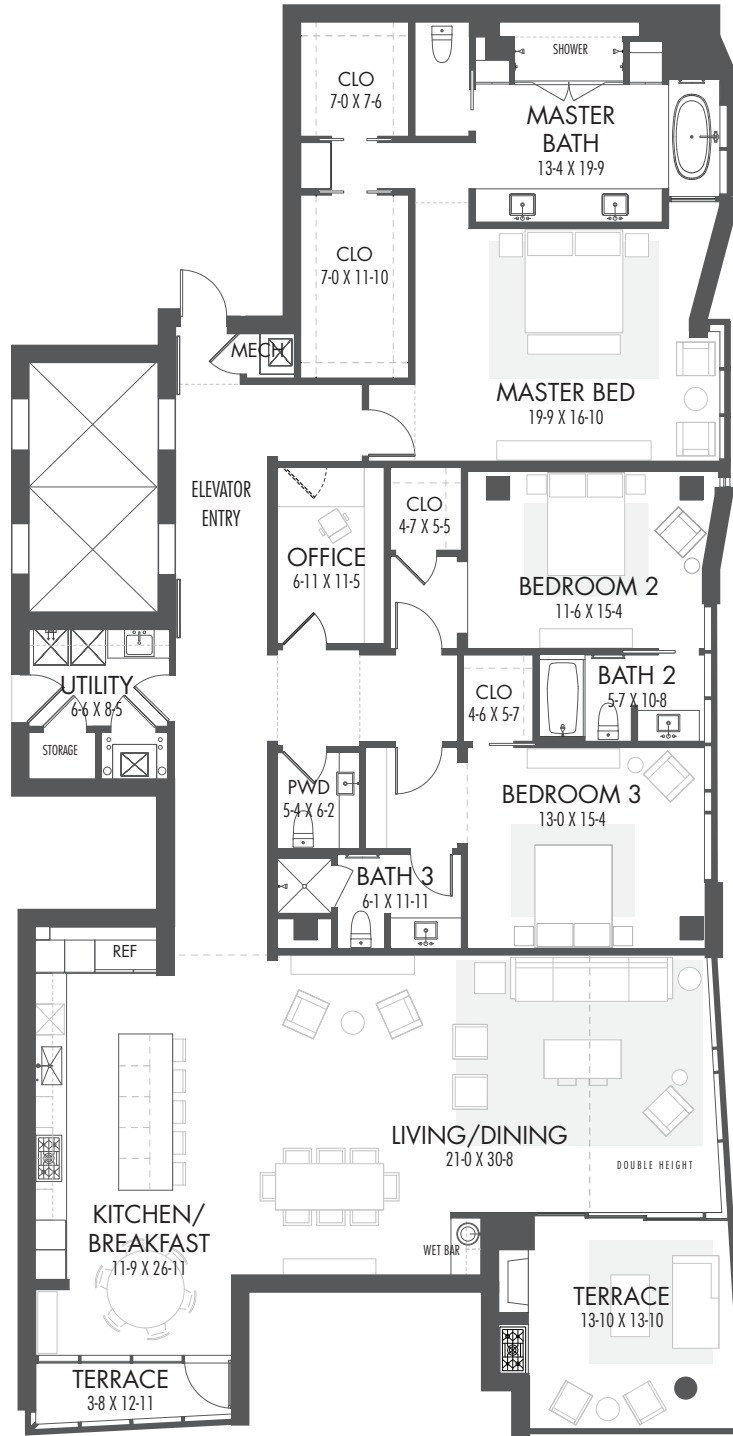 SHOWER
CLO
7-0 X 7-6
MASTER
BATH
13-4 X 19-9
CLO
7-0 X 11-10
MECH
MASTER BED
19-9 X 16-10
ELEVATOR
ENTRY
CLO
4-7 X 5-5
OFFICE
6-11 X 11-5
BEDROOM 2
11-6 X 15-4
UTILITY
6-6 X 8-5
CLO
4-6 X 5-7
BATH 2
5-7 X 10-8
STORAGE
PWD
5-4 X 6-2
BEDROOM 3
13-0 X 15-4
BATH 3
6-1 X 11-11
REF
LIVING/DINING
21-0 X 30-8
DOUBLE HEIGHT
KITCHEN/
BREAKFAST
11-9 X 26-11
WET BAR
TERRACE
13-10 X 13-10
TERRACE
3-8 X 12-11